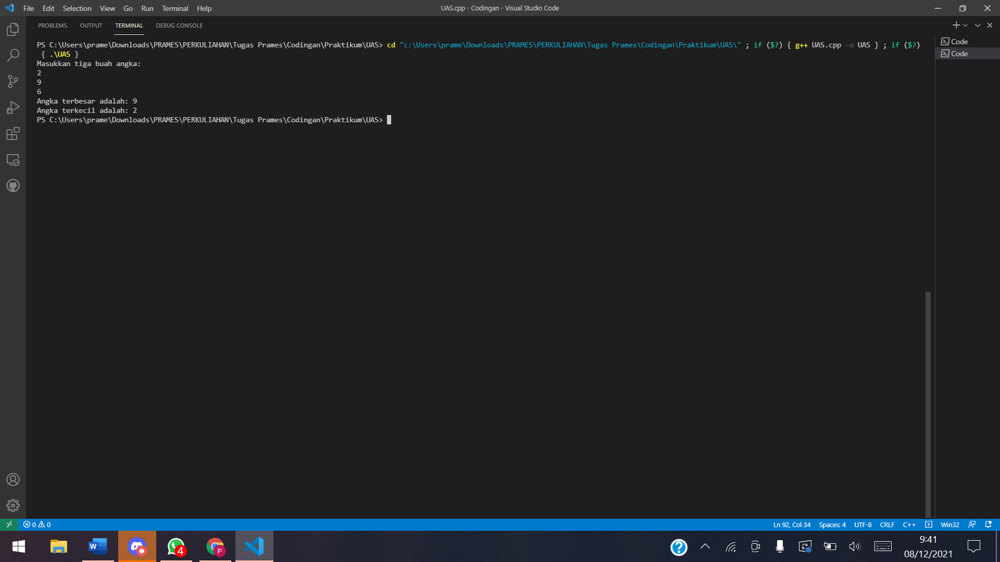 File Edit Selection View Go Run Terminal Help
UAS.cpp - Codingan - Visual Studio Code
PROBLEMS OUTPUT TERMINAL DEBUG CONSOLE
PS C:\Users\prame\Downloads\PRAMES\PERKULIAHAN\Tugas Prames\Codingan\Praktikum\UAS> cd "c:\Users\prame\Downloads\PRAMES\PERKULIAHAN\Tugas Prames\Codingan\Praktikum\UAS\" ; if ($?) { g++ UAS.cpp -o UAS } ; if ($?)
{ .\UAS }
Masukkan tiga buah angka:
2
9
6
Angka terbesar adalah: 9
Angka terkecil adalah: 2
PS C:\Users\prame\Downloads\PRAMES\PERKULIAHAN\Tugas Prames\Codingan\Praktikum\UAS>
Code
Code
0 0
Ln 92, Col 34 Spaces: 4 UTF-8 CRLF C++ Win32
W
4
P
?
9:41
08/12/2021